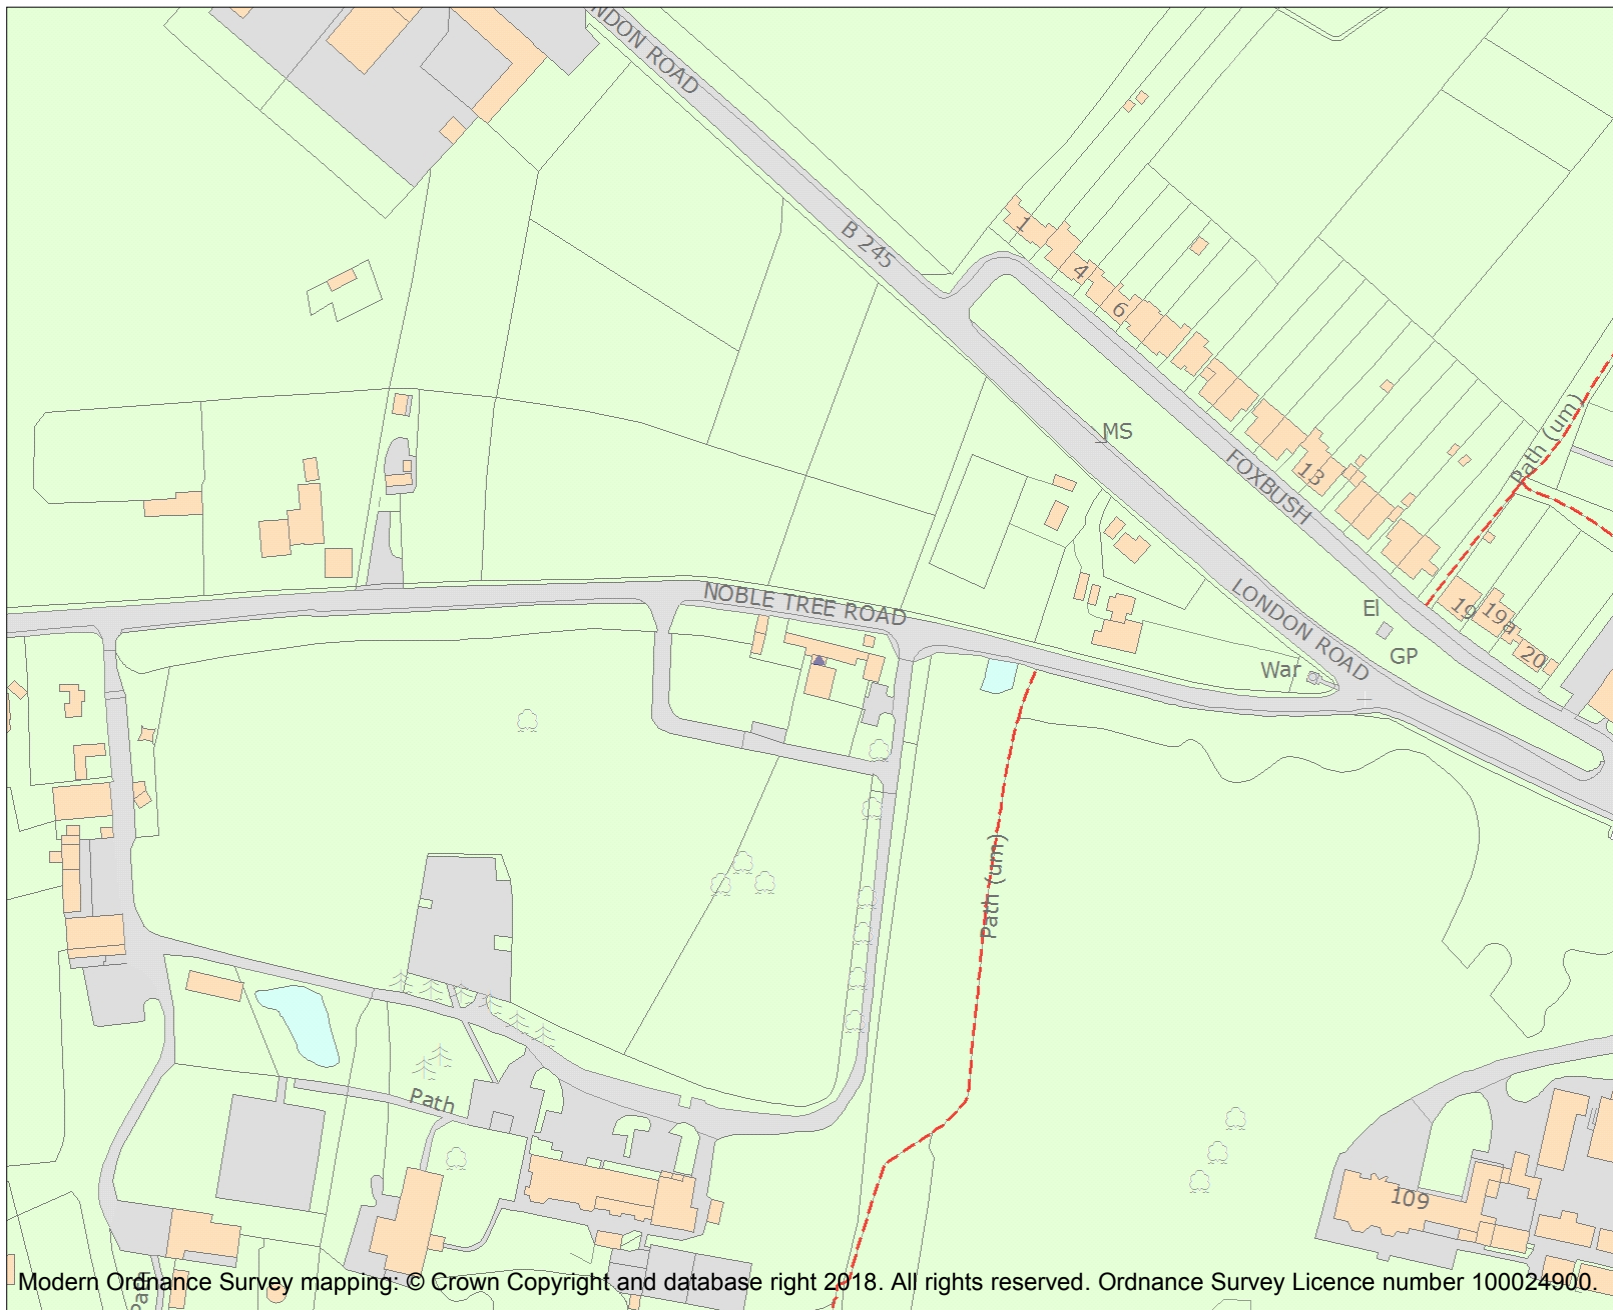 NDON ROAD
B 245
1
4
6
MS
13
FOXBUSH
Path (um)
NOBLE TREE ROAD
LONDON ROAD
El
GP
19
19a
20
War
Path (um)
Path
109
Path
Modern Ordnance Survey mapping: © Crown Copyright and database right 2018. All rights reserved. Ordnance Survey Licence number 100024900.